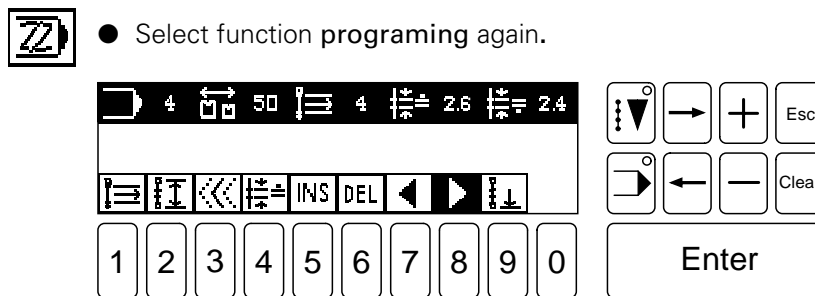 ● Select function programing again.
4 50 4 2.6 2.4
Esc
INS DEL
Clea
1 2 3 4 5 6 7 8 9 0
Enter